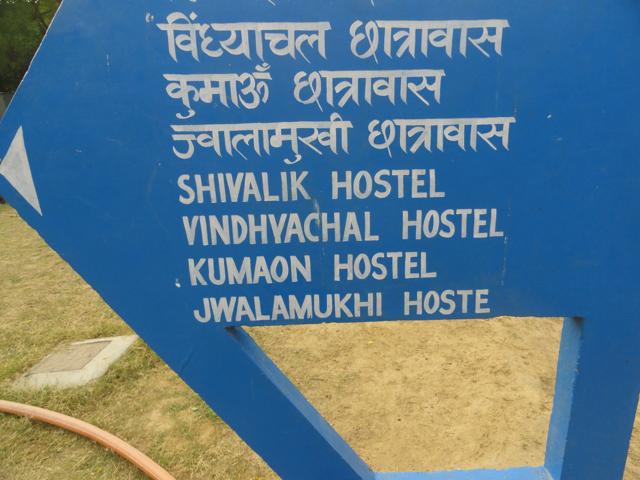 विंध्याचल छात्रावास
कुमाऊँ छात्रावास
ज्वालामुखी छात्रावास
SHIVALIK HOSTEL
VINDHYACHAL HOSTEL
KUMAON HOSTEL
JWALAMUKHI HOSTE